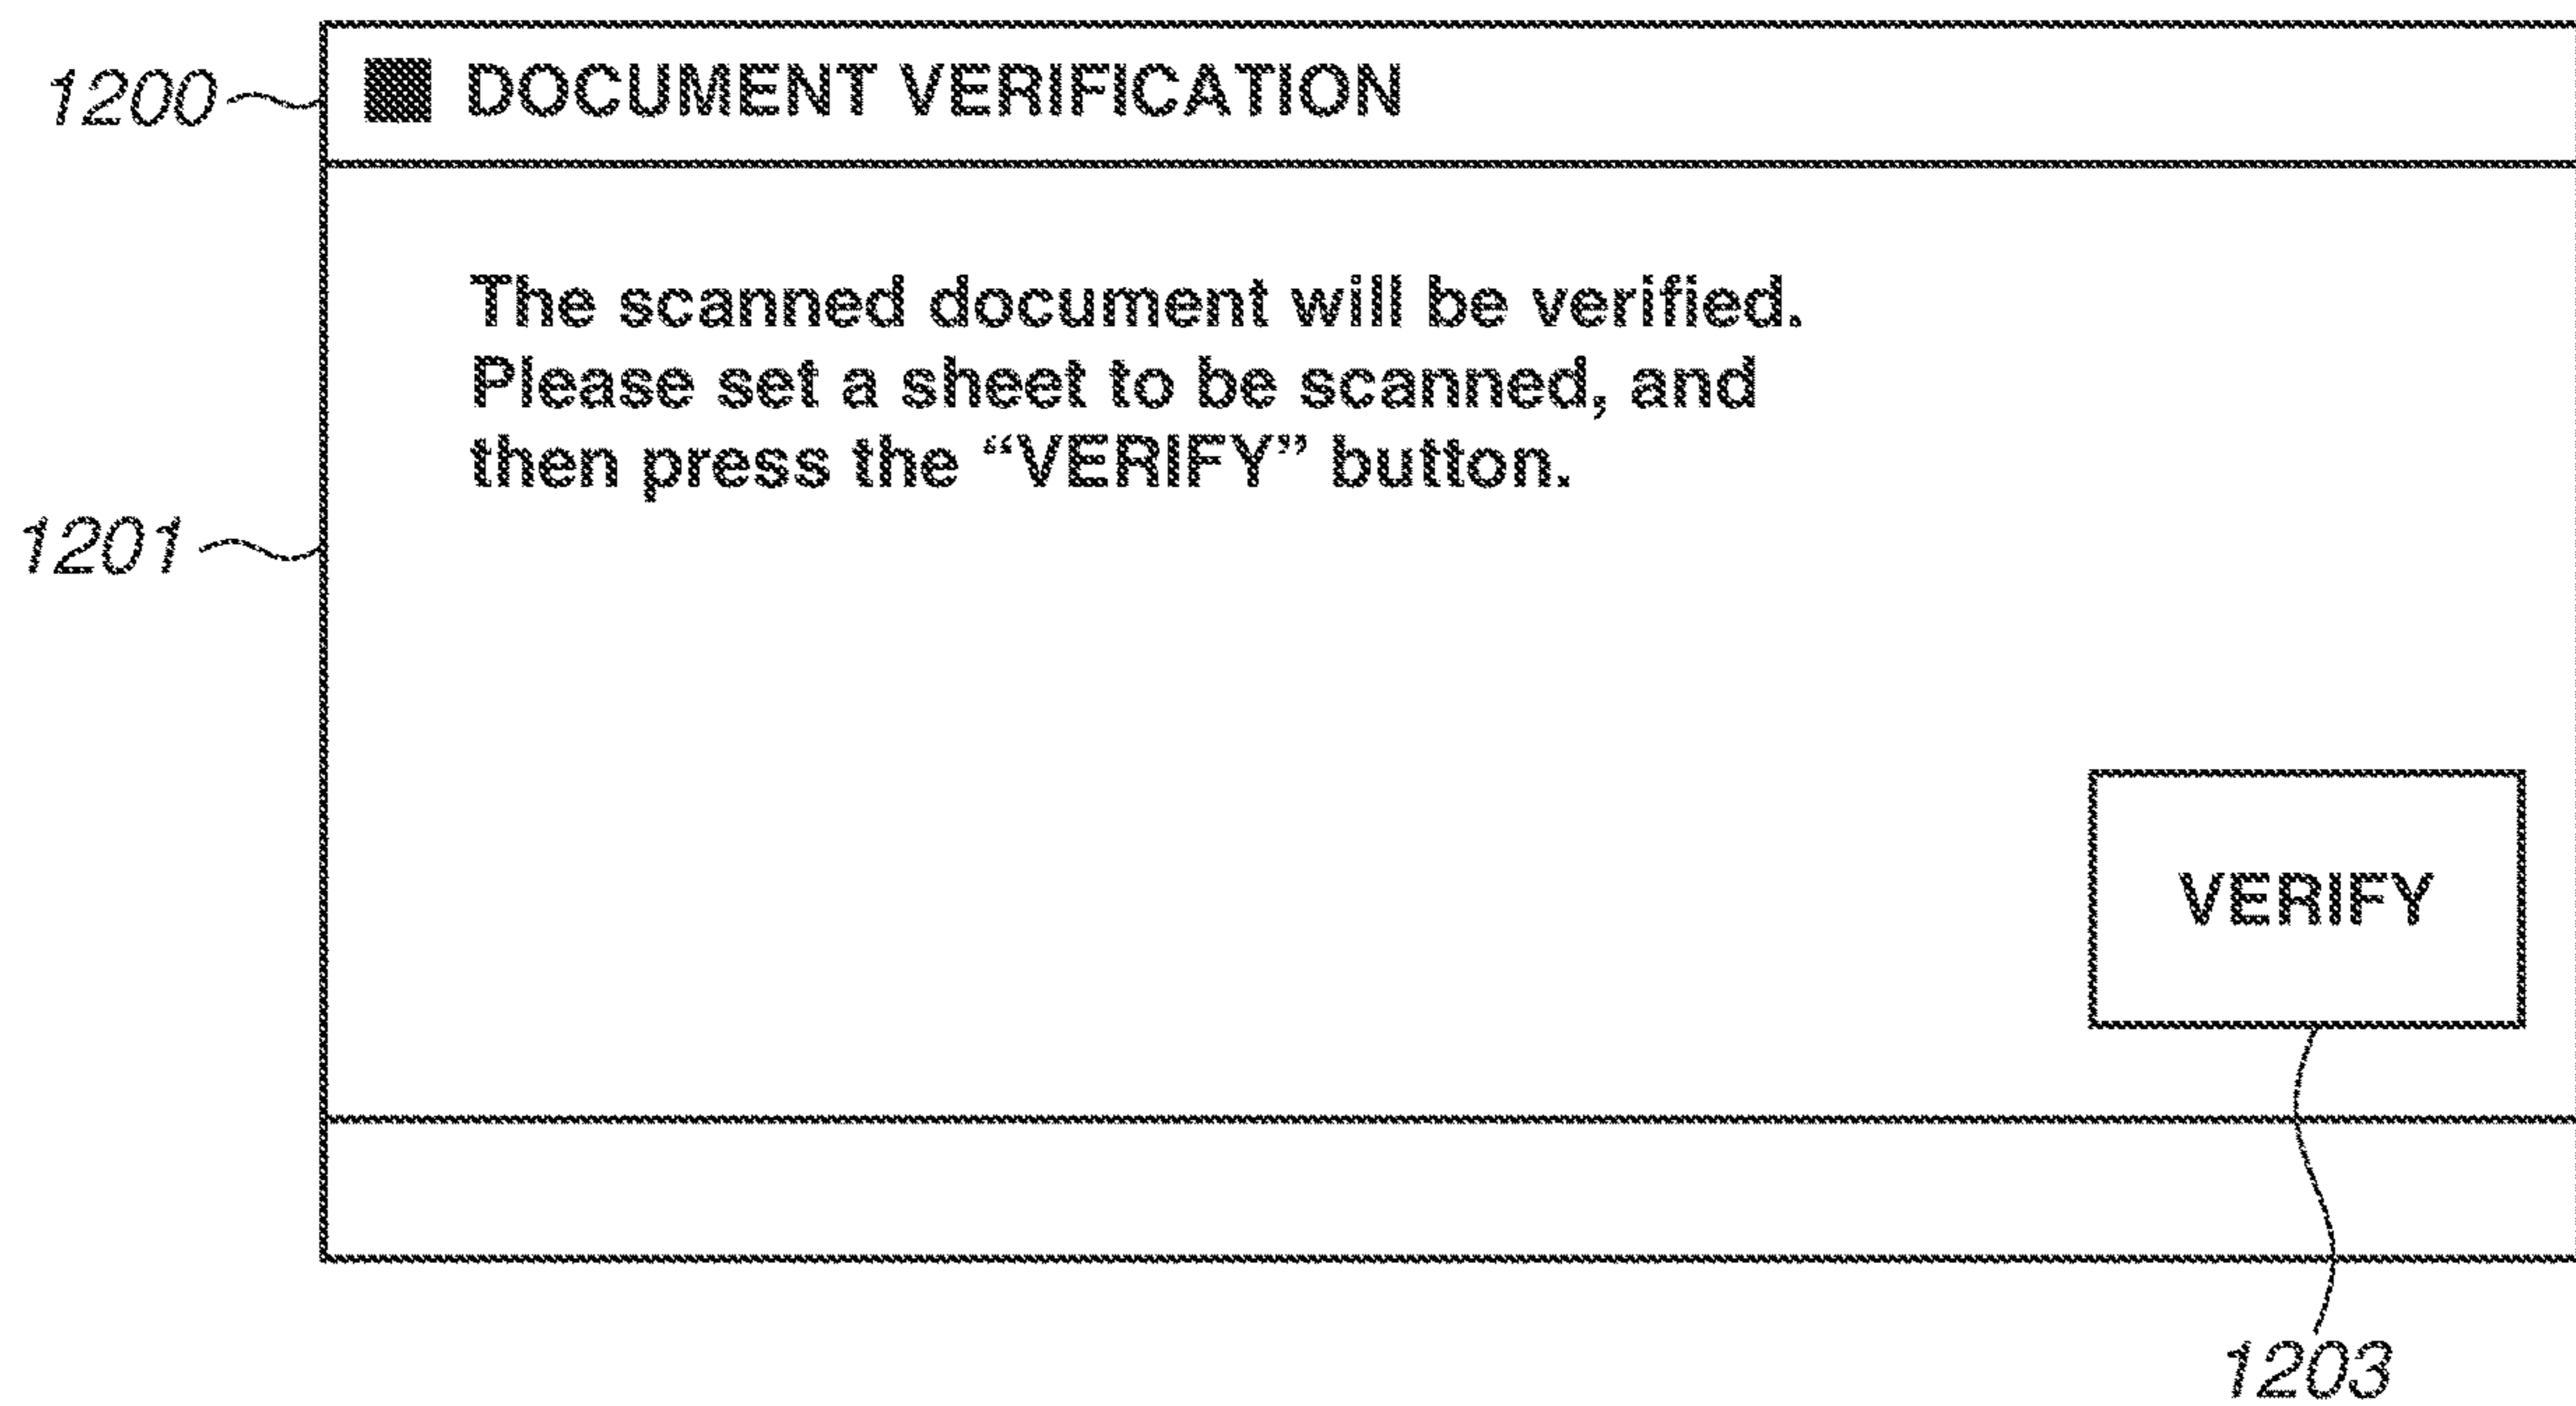 1200
DOCUMENT VERIFICATION
The scanned document will be verified.
Please set a sheet to be scanned, and
then press the “VERIFY” button.
1201
VERIFY
1203